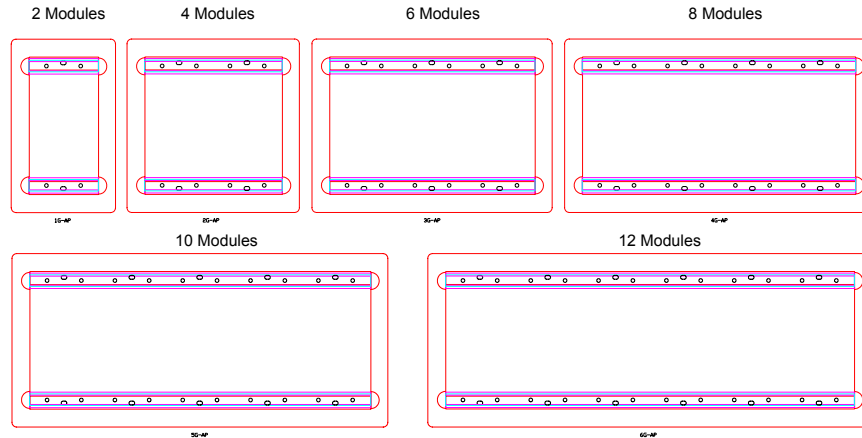 2 Modules 4 Modules 6 Modules 8 Modules
1G-AP 2G-AP 3G-AP 4G-AP
10 Modules 12 Modules
5G-AP 6G-AP